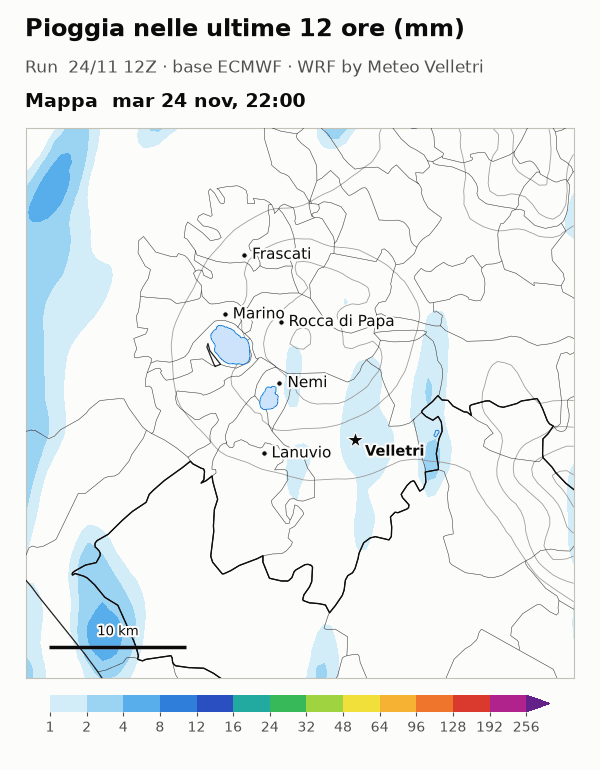 Pioggia nelle ultime 12 ore (mm)
Run 24/11 12Z · base ECMWF · WRF by Meteo Velletri
Mappa mar 24 nov, 22:00
Frascati
Marino
Rocca di Papa
Nemi
Velletri
Lanuvio
10 km
1 2 4 8 12 16 24 32 48 64 96 128 192 256